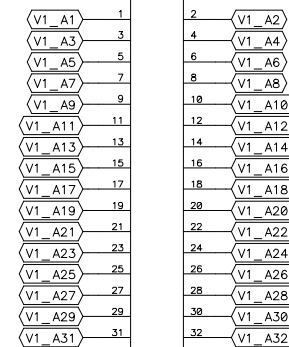 V1_A1 1 2 V1_A2
V1_A3 3 4 V1_A4
V1_A5 5 6 V1_A6
V1_A7 7 8 V1_A8
V1_A9 9 10 V1_A10
V1_A11 11 12 V1_A12
V1_A13 13 14 V1_A14
V1_A15 15 16 V1_A16
V1_A17 17 18 V1_A18
V1_A19 19 20 V1_A20
V1_A21 21 22 V1_A22
V1_A23 23 24 V1_A24
V1_A25 25 26 V1_A26
V1_A27 27 28 V1_A28
V1_A29 29 30 V1_A30
V1_A31 31 32 V1_A32